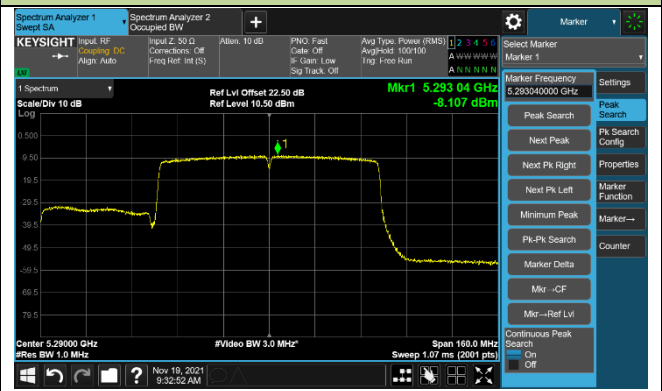 Spectrum Analyzer 1
Swept SA
Spectrum Analyzer 2
Occupied BW
Marker
KEYSIGHT
Input: RF
Coupling: DC
Align: Auto
Input Z: 50 Ω
Corrections: Off
Freq Ref: Int (S)
Atten: 10 dB
PNO: Fast
Gate: Off
IF Gain: Low
Sig Track: Off
Avg Type: Power (RMS)
Avg|Hold: 100/100
Trig: Free Run
1 2 3 4 5 6
A W W W W W
A N N N N N
LXI
Select Marker
Marker 1
1 Spectrum
Scale/Div 10 dB
Log
Ref Lvl Offset 22.50 dB
Ref Level 10.50 dBm
Mkr1 5.293 04 GHz
-8.107 dBm
0.500
-9.50
-19.5
-29.5
-39.5
-49.5
-59.5
-69.5
-79.5
1
Center 5.29000 GHz
#Res BW 1.0 MHz
#Video BW 3.0 MHz*
Span 160.0 MHz
Sweep 1.07 ms (2001 pts)
Marker Frequency
5.293040000 GHz
Peak Search
Next Peak
Next Pk Right
Next Pk Left
Minimum Peak
Pk-Pk Search
Marker Delta
Mkr→CF
Mkr→Ref Lvl
Continuous Peak
Search
On
Off
Settings
Peak
Search
Pk Search
Config
Properties
Marker
Function
Marker→
Counter
Nov 19, 2021
9:32:52 AM